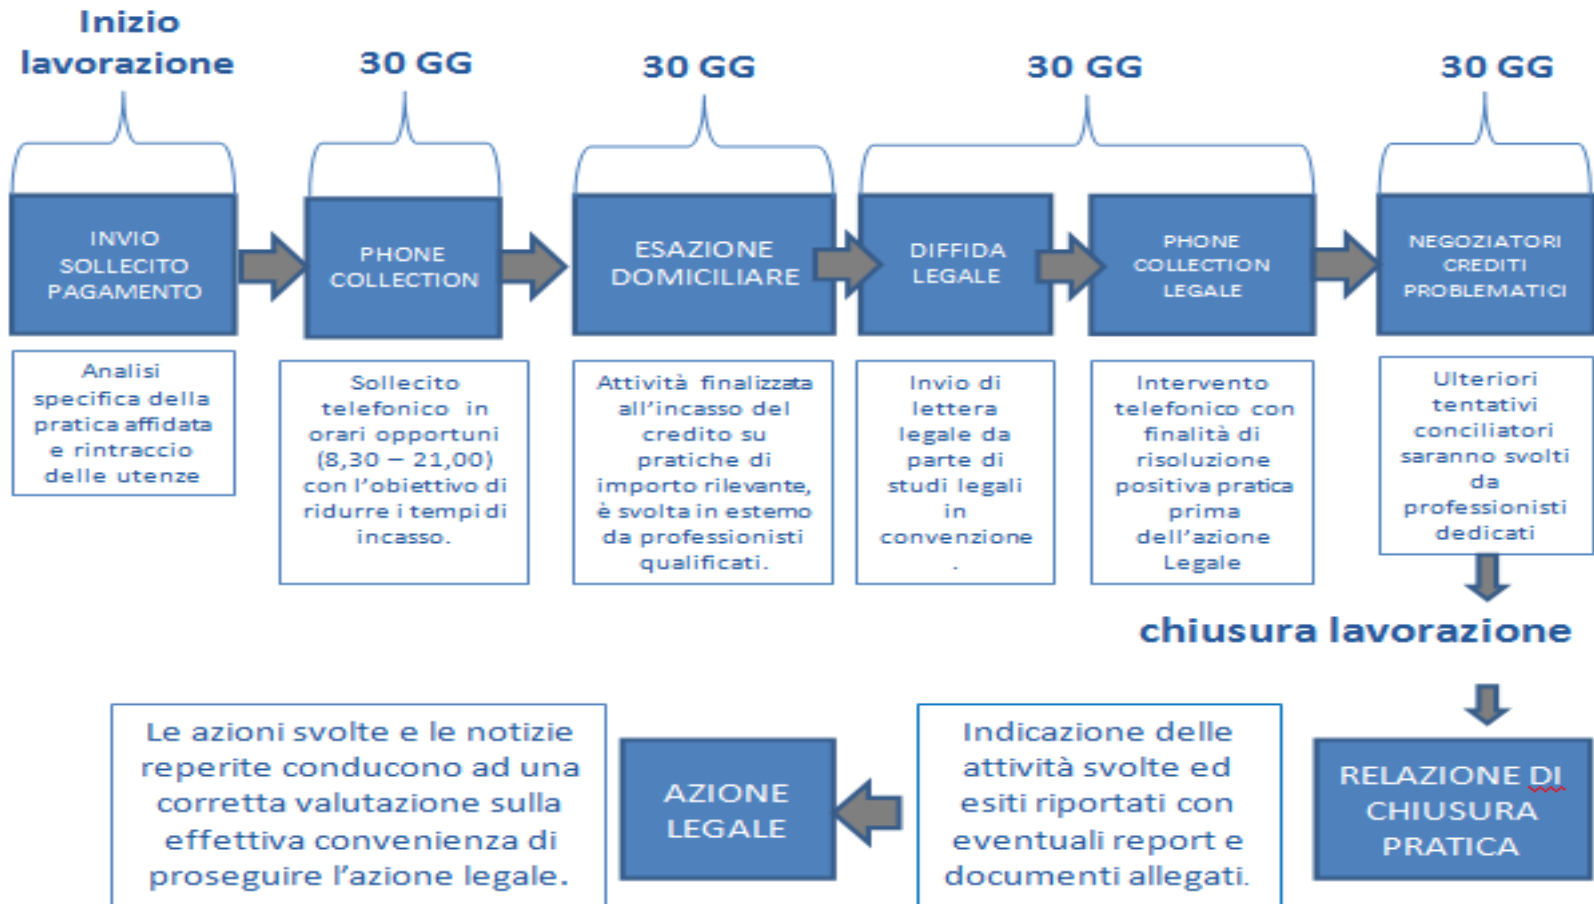 Inizio
lavorazione
30 GG
30 GG
30 GG
30 GG
INVIO
SOLLECITO
PAGAMENTO
PHONE
COLLECTION
ESAZIONE
DOMICILIARE
DIFFIDA
LEGALE
PHONE
COLLECTION
LEGALE
NEGOZIATORI
CREDITI
PROBLEMATICI
Analisi
specifica della
pratica affidata
e rintraccio
delle utenze
Sollecito
telefonico in
orari opportuni
(8,30 – 21,00)
con l'obiettivo di
ridurre i tempi di
incasso.
Attività finalizzata
all'incasso del
credito su
pratiche di
importo rilevante,
è svolta in esterno
da professionisti
qualificati.
Invio di
lettera
legale da
parte di
studi legali
in
convenzione
.
Intervento
telefonico con
finalità di
risoluzione
positiva pratica
prima
dell'azione
Legale
Ulteriori
tentativi
conciliatori
saranno svolti
da
professionisti
dedicati
chiusura lavorazione
Le azioni svolte e le notizie
reperite conducono ad una
corretta valutazione sulla
effettiva convenienza di
proseguire l'azione legale.
AZIONE
LEGALE
Indicazione delle
attività svolte ed
esiti riportati con
eventuali report e
documenti allegati.
RELAZIONE DI
CHIUSURA
PRATICA